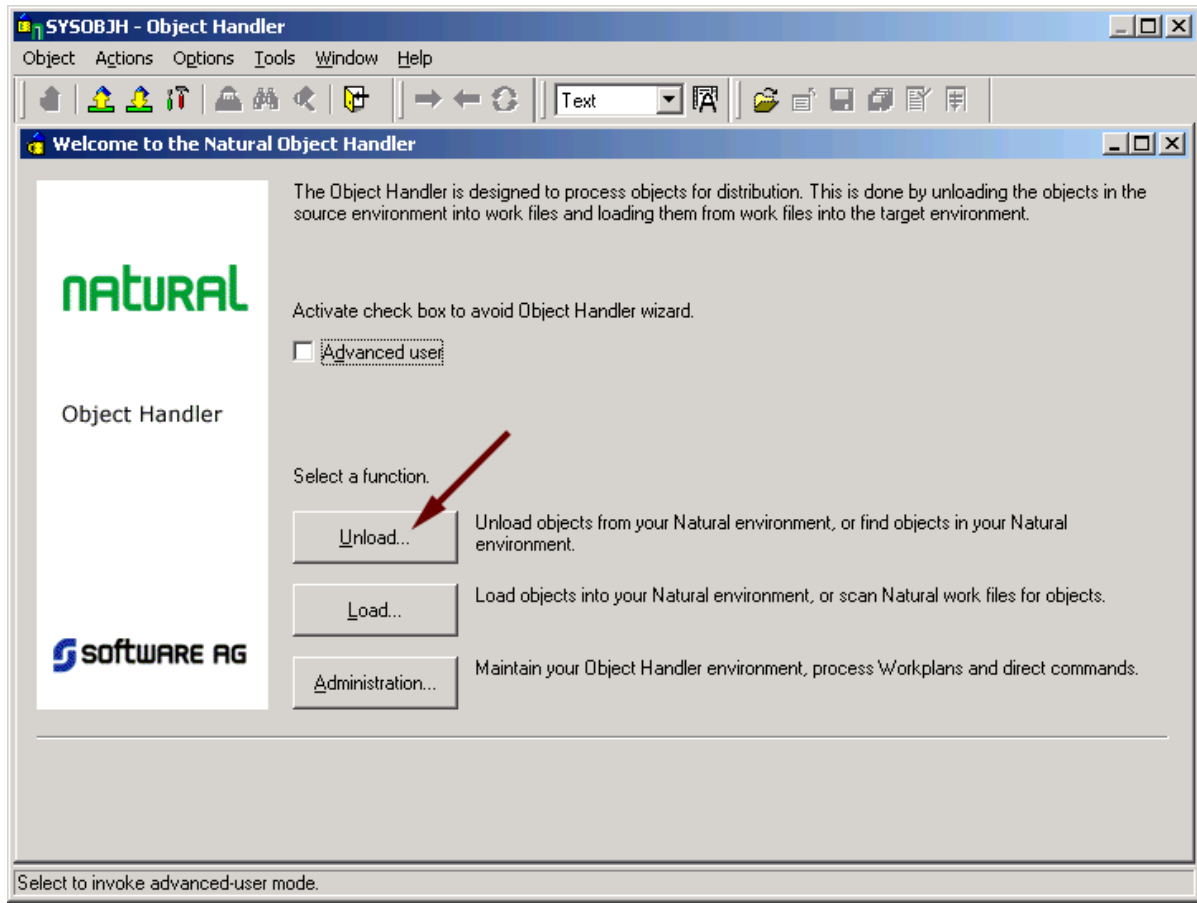 SYSOBJH - Object Handler
Object Actions Options Tools Window Help
Text
Welcome to the Natural Object Handler
The Object Handler is designed to process objects for distribution. This is done by unloading the objects in the
source environment into work files and loading them from work files into the target environment.
natural
Activate check box to avoid Object Handler wizard.
Advanced user
Object Handler
Select a function.
Unload...
Unload objects from your Natural environment, or find objects in your Natural
environment.
Load...
Load objects into your Natural environment, or scan Natural work files for objects.
software AG
Administration...
Maintain your Object Handler environment, process Workplans and direct commands.
Select to invoke advanced-user mode.